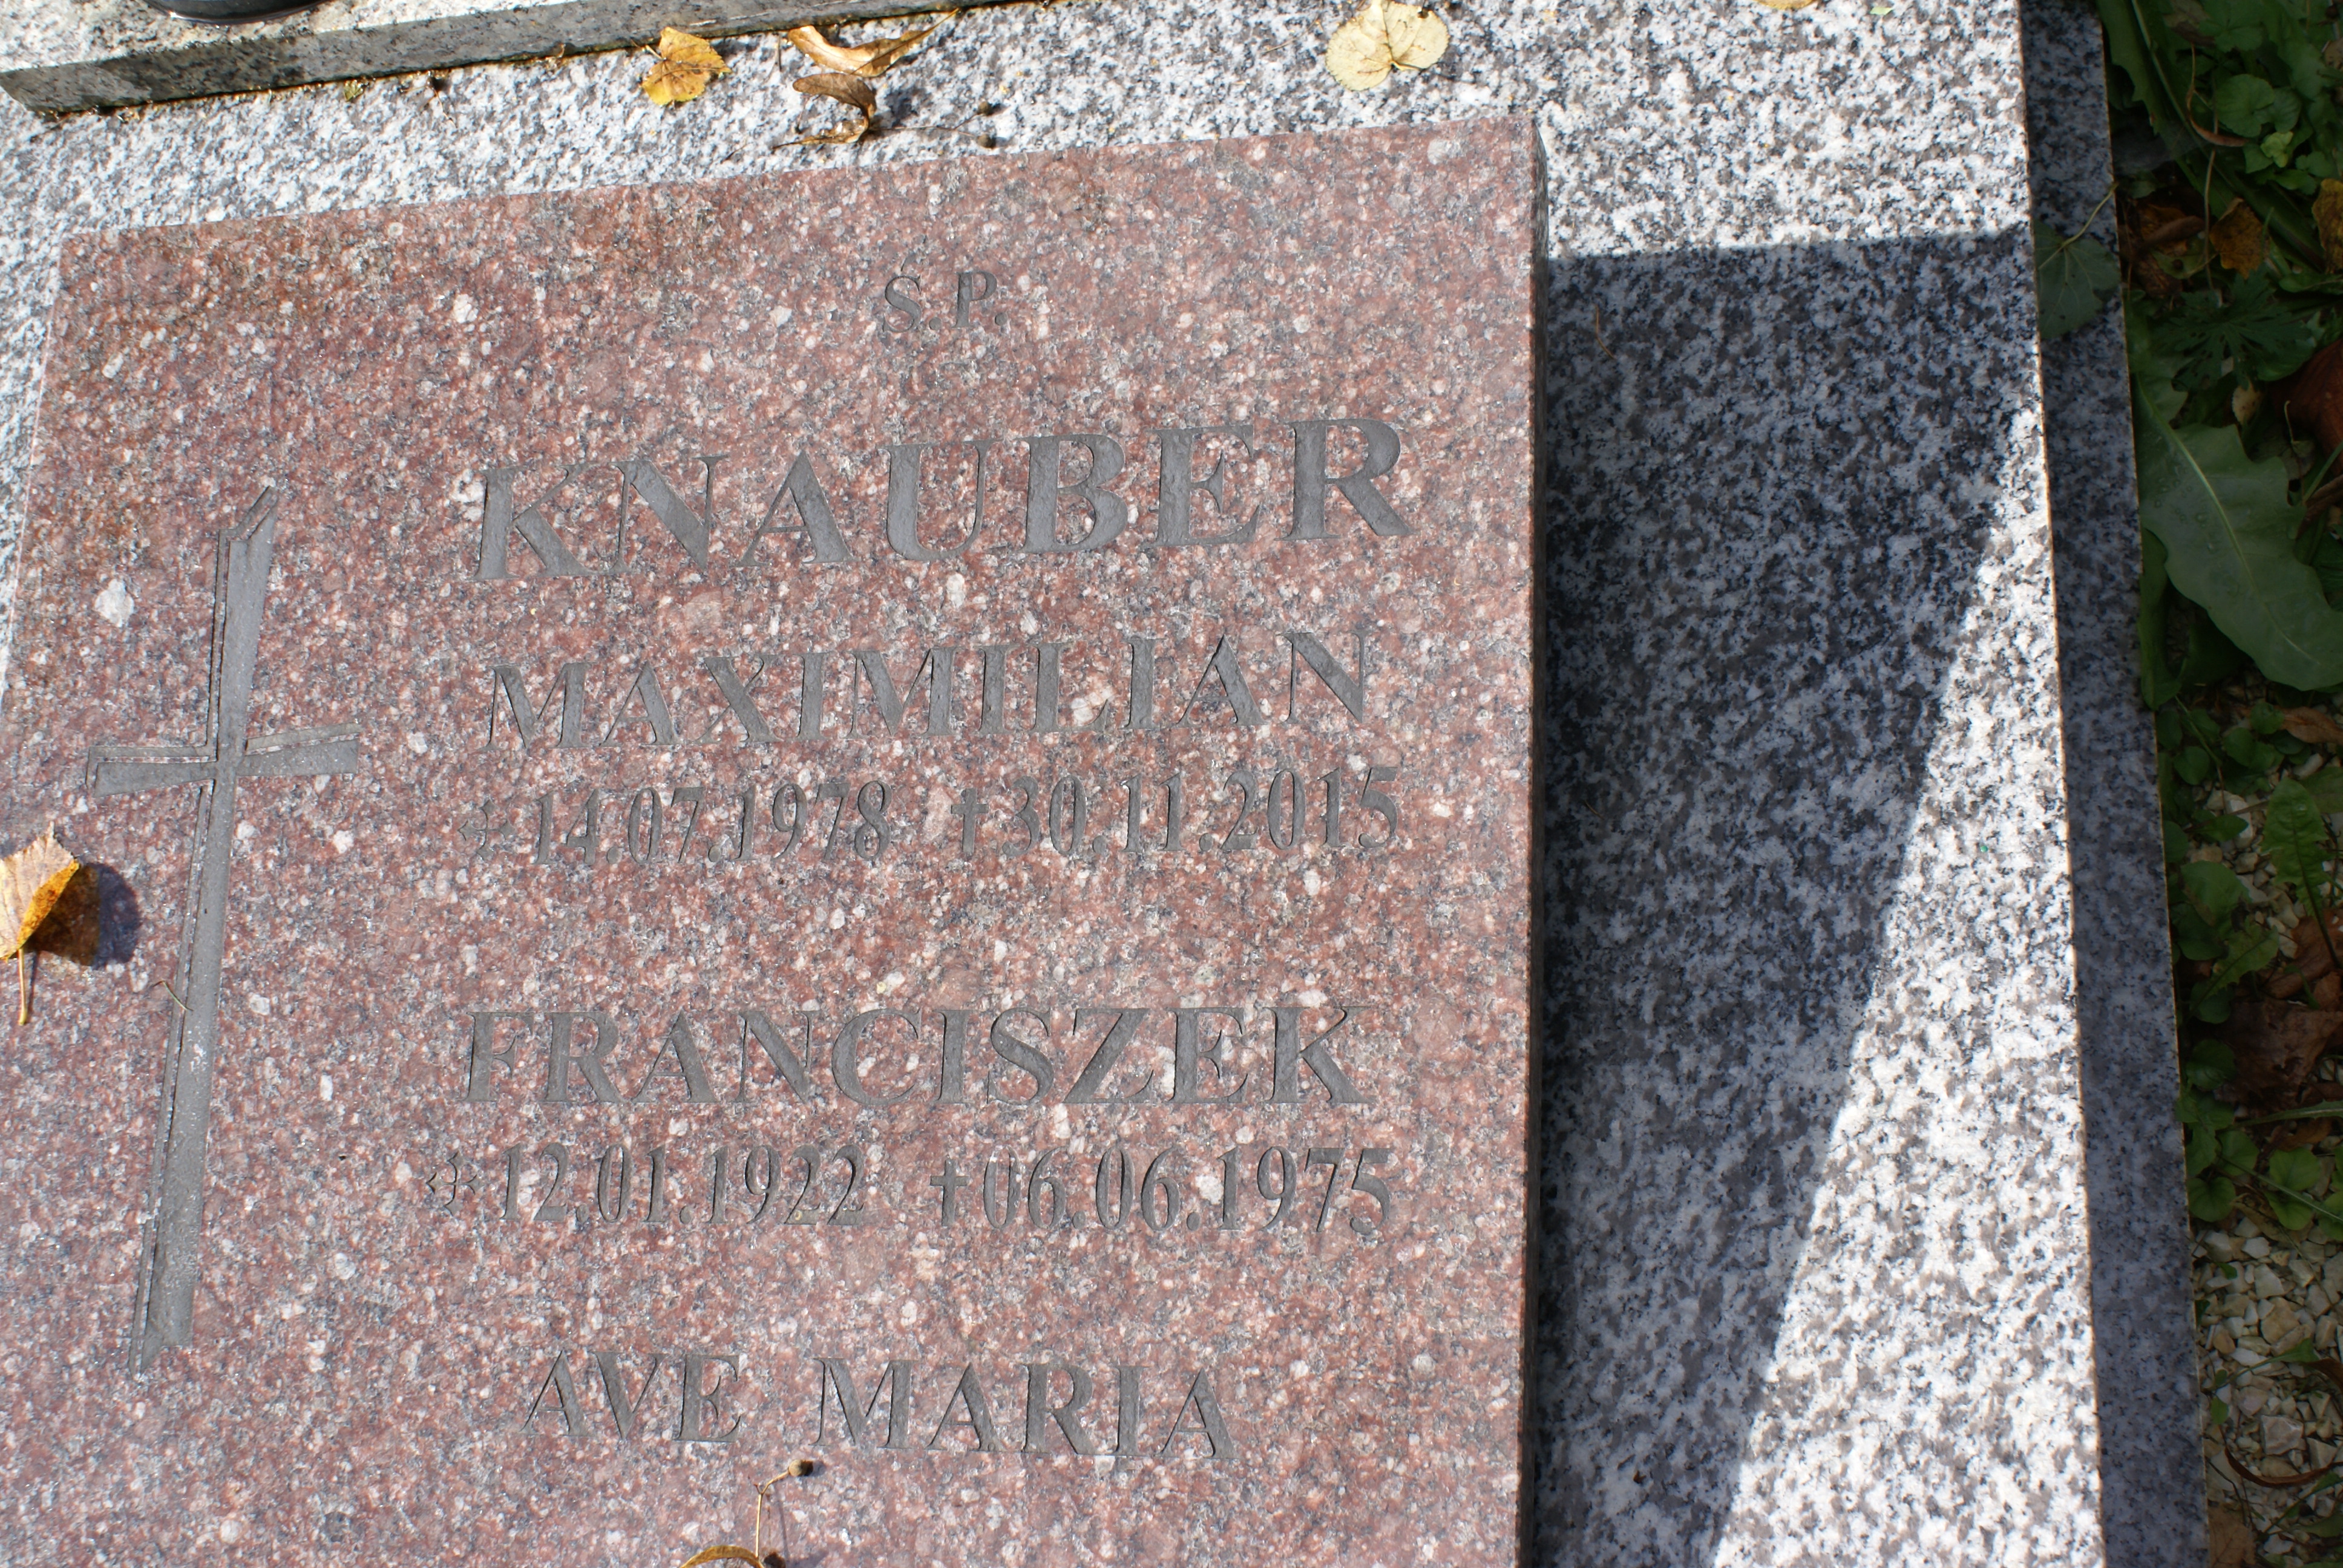 S.P.
KNAUBER
MAXIMILIAN
14.07.1978 †30.11.2015
FRANCISZEK
12.01.1922 †06.06.1975
AVE MARIA